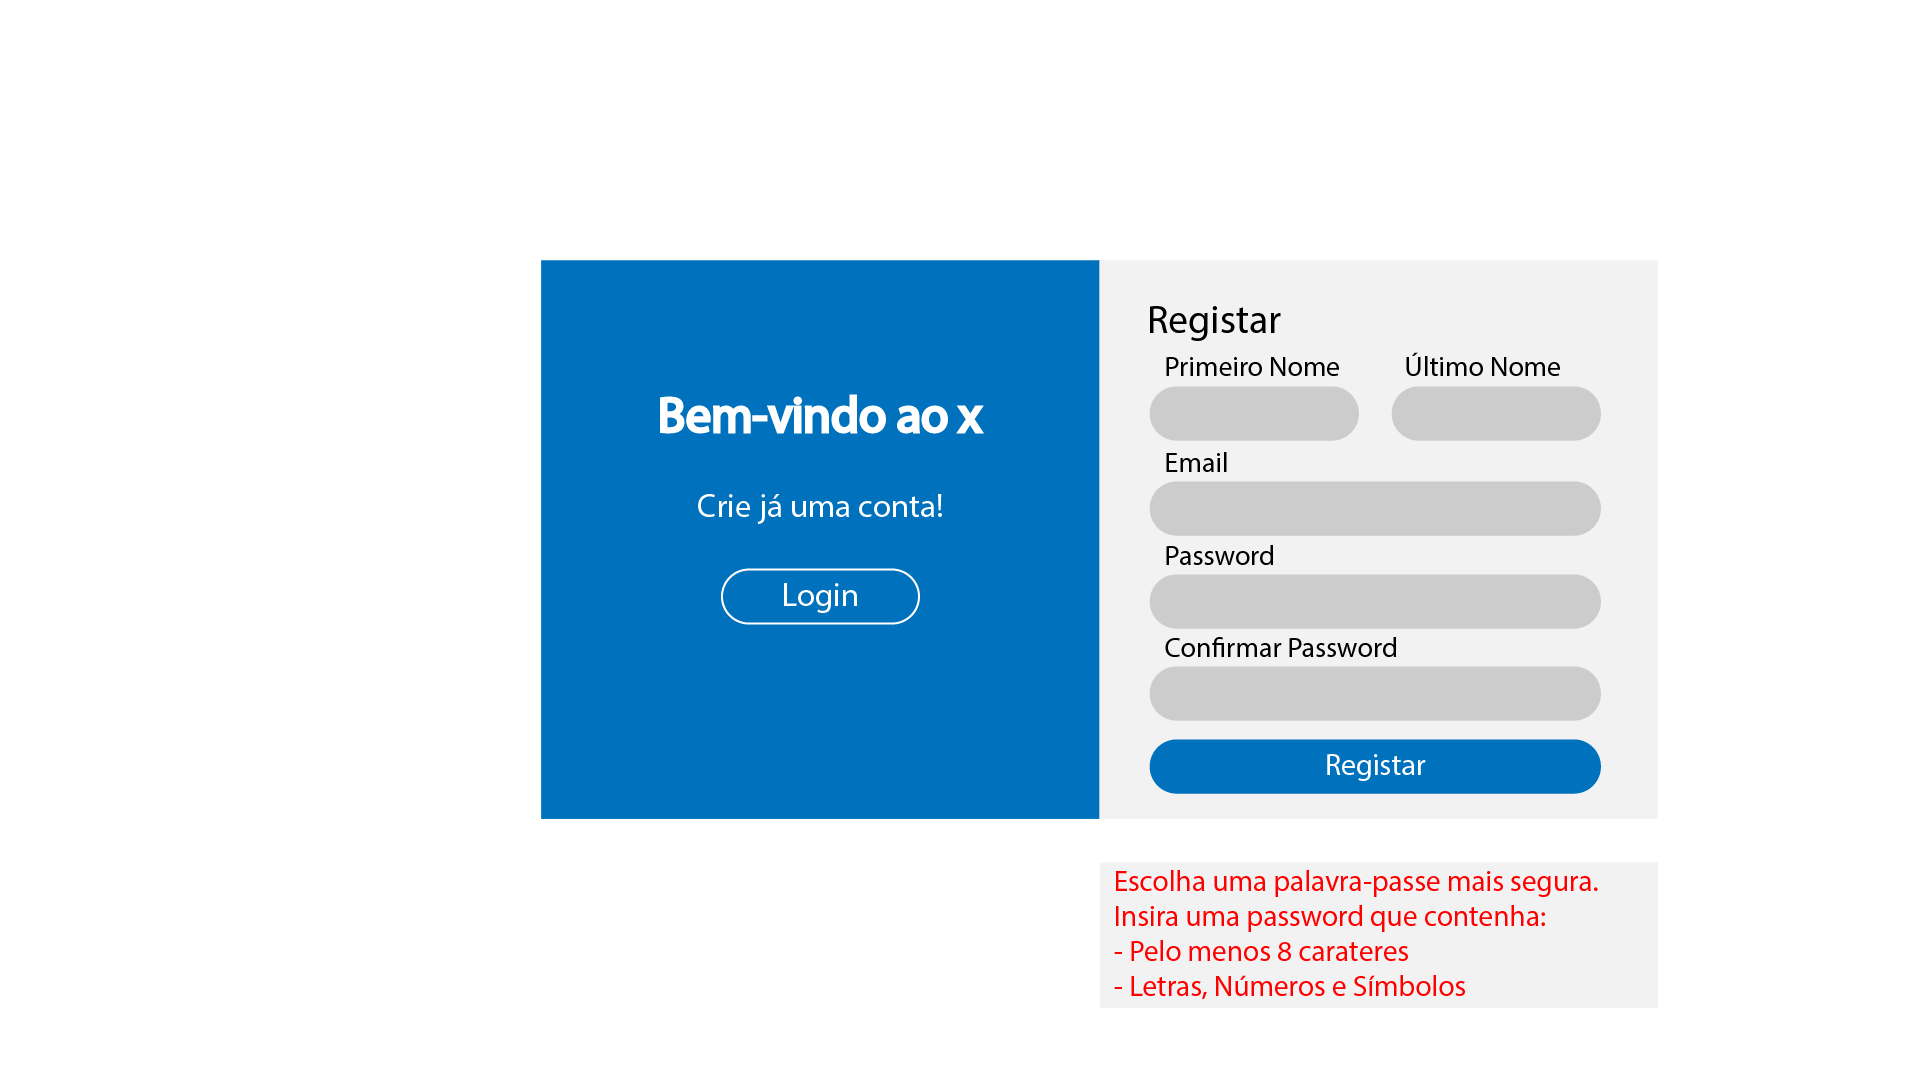 Bem-vindo ao x
Crie já uma conta!
Login
Registar
Primeiro Nome
Último Nome
Email
Password
Confirmar Password
Registar
Escolha uma palavra-passe mais segura.
Insira uma password que contenha:
- Pelo menos 8 carateres
- Letras, Números e Símbolos